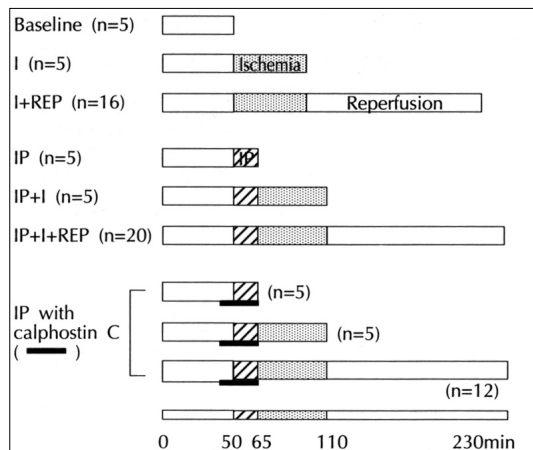 Baseline (n=5)
I (n=5)
Ischemia
I+REP (n=16)
Reperfusion
IP (n=5)
IP
IP+I (n=5)
IP+I+REP (n=20)
(n=5)
IP with
calphostin C
( )
(n=5)
(n=12)
0 50 65 110 230min